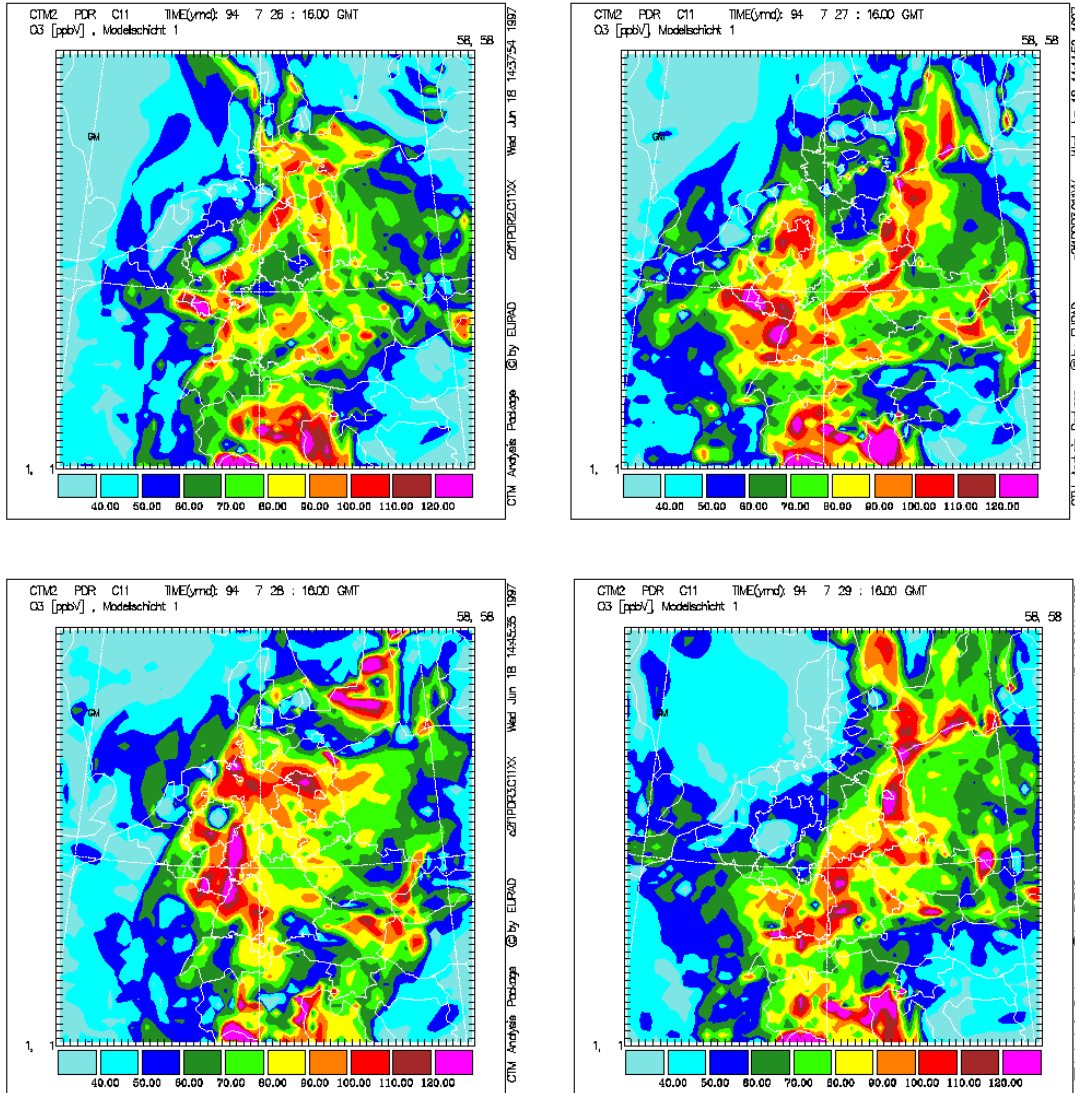 CTM2 PDR C11 TIME(yrmd): 94 7 26 : 16.00 GMT
O3 [ppbV] , Modellschicht 1
58, 58
GM
1, 1
40.00 50.00 60.00 70.00 80.00 90.00 100.00 110.00 120.00
CTM Analysis Package © by EURAD Wed Jun 18 14:37:54 1997
CTM2 PDR C11 TIME(yrmd): 94 7 27 : 16.00 GMT
O3 [ppbV] , Modellschicht 1
58, 58
GM
1, 1
40.00 50.00 60.00 70.00 80.00 90.00 100.00 110.00 120.00
CTM2 PDR C11 TIME(yrmd): 94 7 28 : 16.00 GMT
O3 [ppbV] , Modellschicht 1
58, 58
GM
1, 1
40.00 50.00 60.00 70.00 80.00 90.00 100.00 110.00 120.00
CTM Analysis Package © by EURAD Wed Jun 18 14:45:35 1997
CTM2 PDR C11 TIME(yrmd): 94 7 29 : 16.00 GMT
O3 [ppbV], Modellschicht 1
58, 58
GM
1, 1
40.00 50.00 60.00 70.00 80.00 90.00 100.00 110.00 120.00